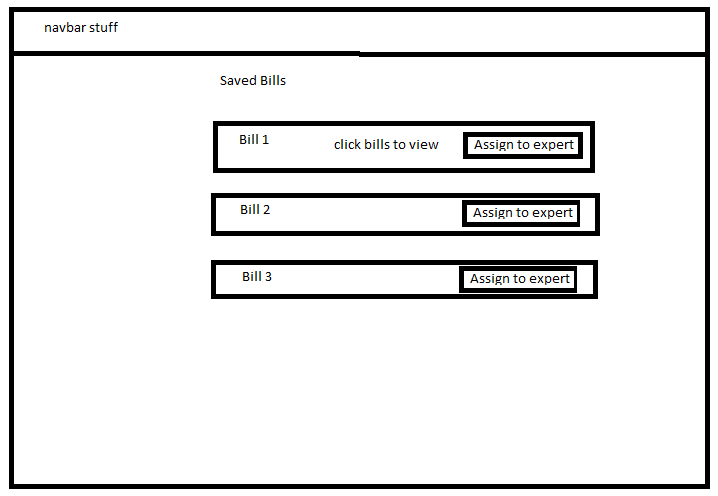 navbar stuff
Saved Bills
Bill 1 click bills to view Assign to expert
Bill 2 Assign to expert
Bill 3 Assign to expert